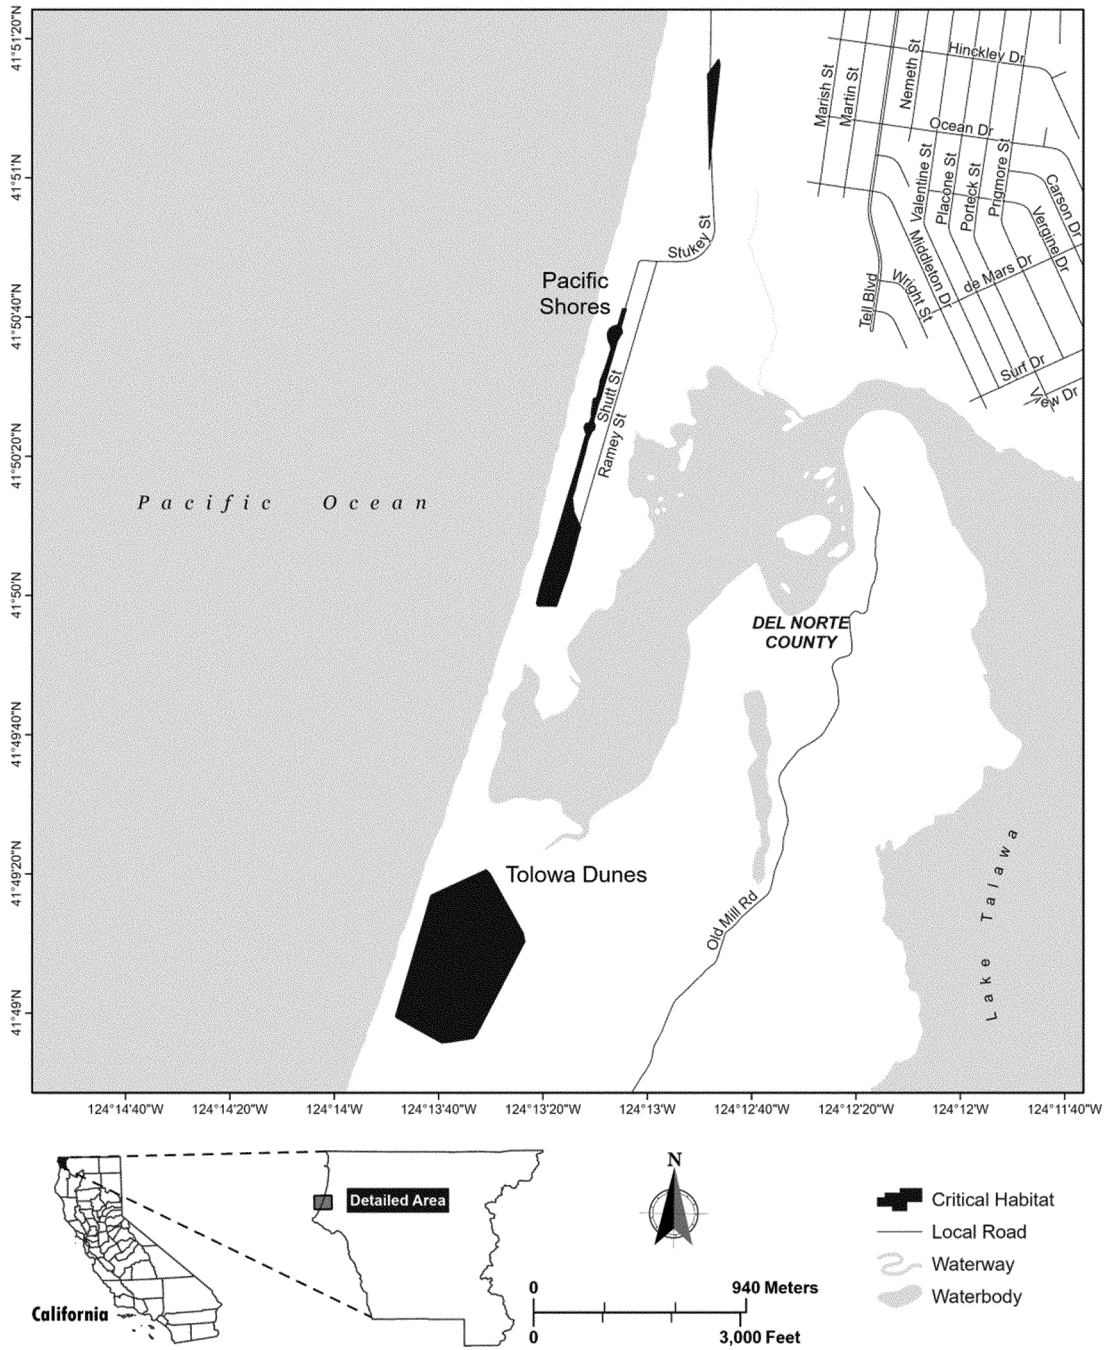 41°51'20"N
41°51'N
41°50'40"N
41°50'20"N
41°50'N
41°49'40"N
41°49'20"N
41°49'N
Hinckley Dr
Marish St
Martin St
Nemeth St
Ocean Dr
Valentine St
Placone St
Porteck St
Prigmore St
Carson Dr
Vergine Dr
Middleton Dr
de Mars Dr
Wright St
Tell Blvd
Surf Dr
View Dr
Stukey St
Pacific
Shores
Shutt St
Ramey St
Pacific Ocean
DEL NORTE
COUNTY
Tolowa Dunes
Old Mill Rd
Lake Talawa
124°14'40"W
124°14'20"W
124°14'W
124°13'40"W
124°13'20"W
124°13'W
124°12'40"W
124°12'20"W
124°12'W
124°11'40"W
Detailed Area
California
N
0 940 Meters
0 3,000 Feet
Critical Habitat
Local Road
Waterway
Waterbody